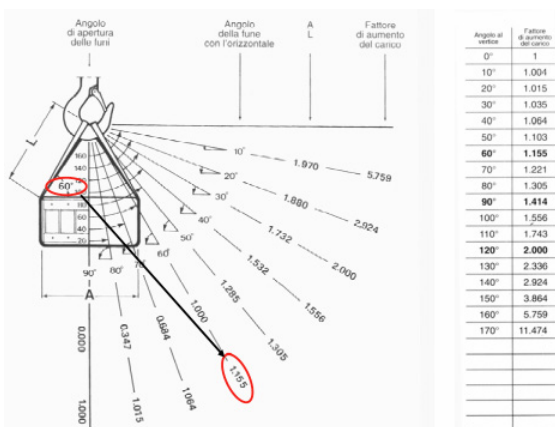 Angolo
di apertura
delle funi
Angolo
della fune
con l'orizzontale
A
L
Fattore
di aumento
del carico
L
160
140
120
60°
80
60
40
20
A
10°
1.970
5.759
20°
1.880
2.924
30°
1.732
2.000
40°
1.532
1.556
50°
1.285
1.305
60°
1.000
1.155
70°
0.684
1064
80°
0.347
1.015
90°
0.000
1.000
Angolo al
vertice
Fattore
di aumento
del carico
0° 1
10° 1.004
20° 1.015
30° 1.035
40° 1.064
50° 1.103
60° 1.155
70° 1.221
80° 1.305
90° 1.414
100° 1.556
110° 1.743
120° 2.000
130° 2.336
140° 2.924
150° 3.864
160° 5.759
170° 11.474